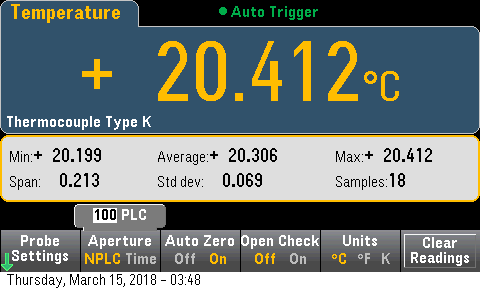 Temperature
● Auto Trigger
+ 20.412 °C
Thermocouple Type K
Min:+ 20.199 Average:+ 20.306 Max:+ 20.412
Span: 0.213 Std dev: 0.069 Samples:18
100 PLC
Probe Settings
Aperture
NPLC Time
Auto Zero
Off On
Open Check
Off On
Units
°C °F K
Clear Readings
Thursday, March 15, 2018 - 03:48